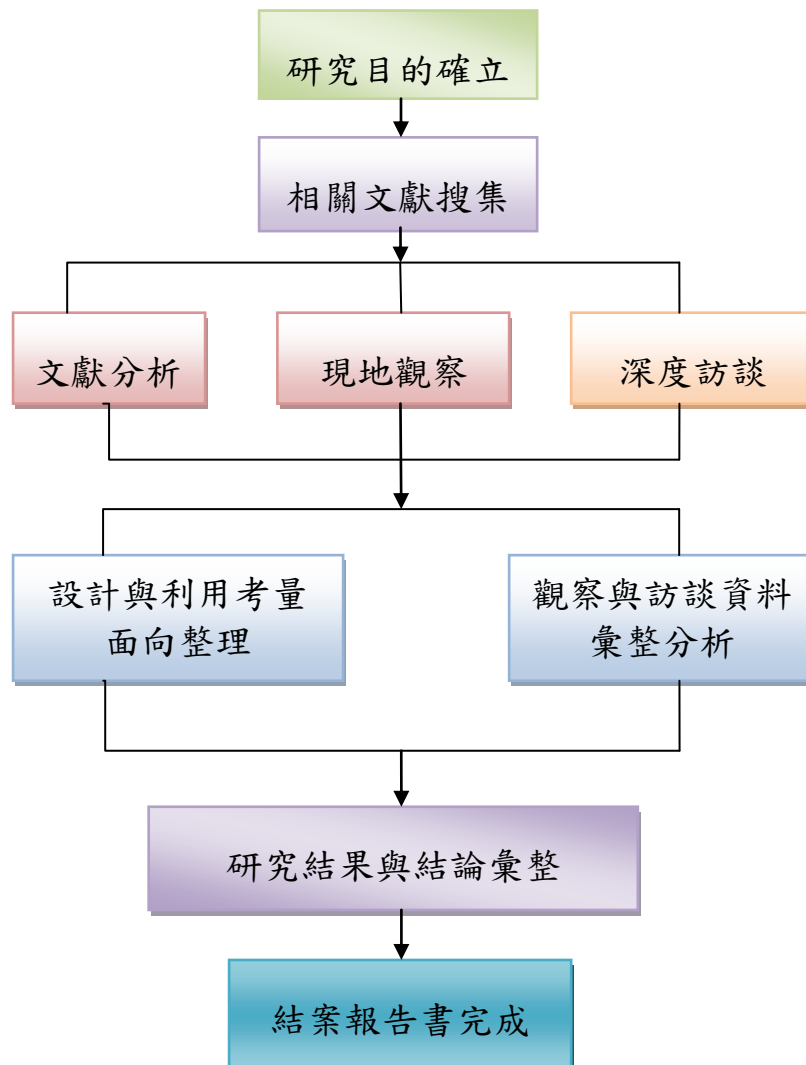 研究目的確立
相關文獻搜集
文獻分析
現地觀察
深度訪談
設計與利用考量
面向整理
觀察與訪談資料
彙整分析
研究結果與結論彙整
結案報告書完成